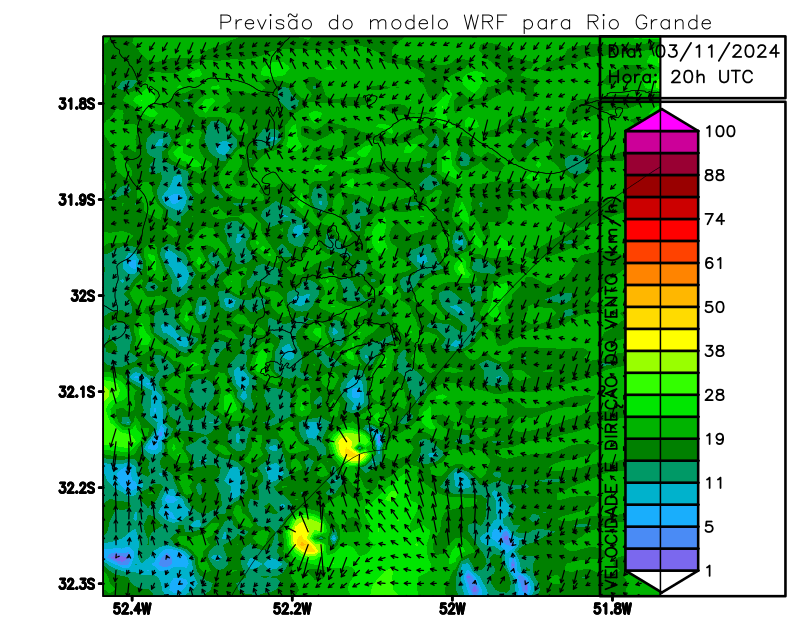 Previsão do modelo WRF para Rio Grande
Dia: 03/11/2024
Hora: 20h UTC
VELOCIDADE E DIREÇÃO DO VENTO (km/h)
100
88
74
61
50
38
28
19
11
5
1
31.8S
31.9S
32S
32.1S
32.2S
32.3S
52.4W
52.2W
52W
51.8W